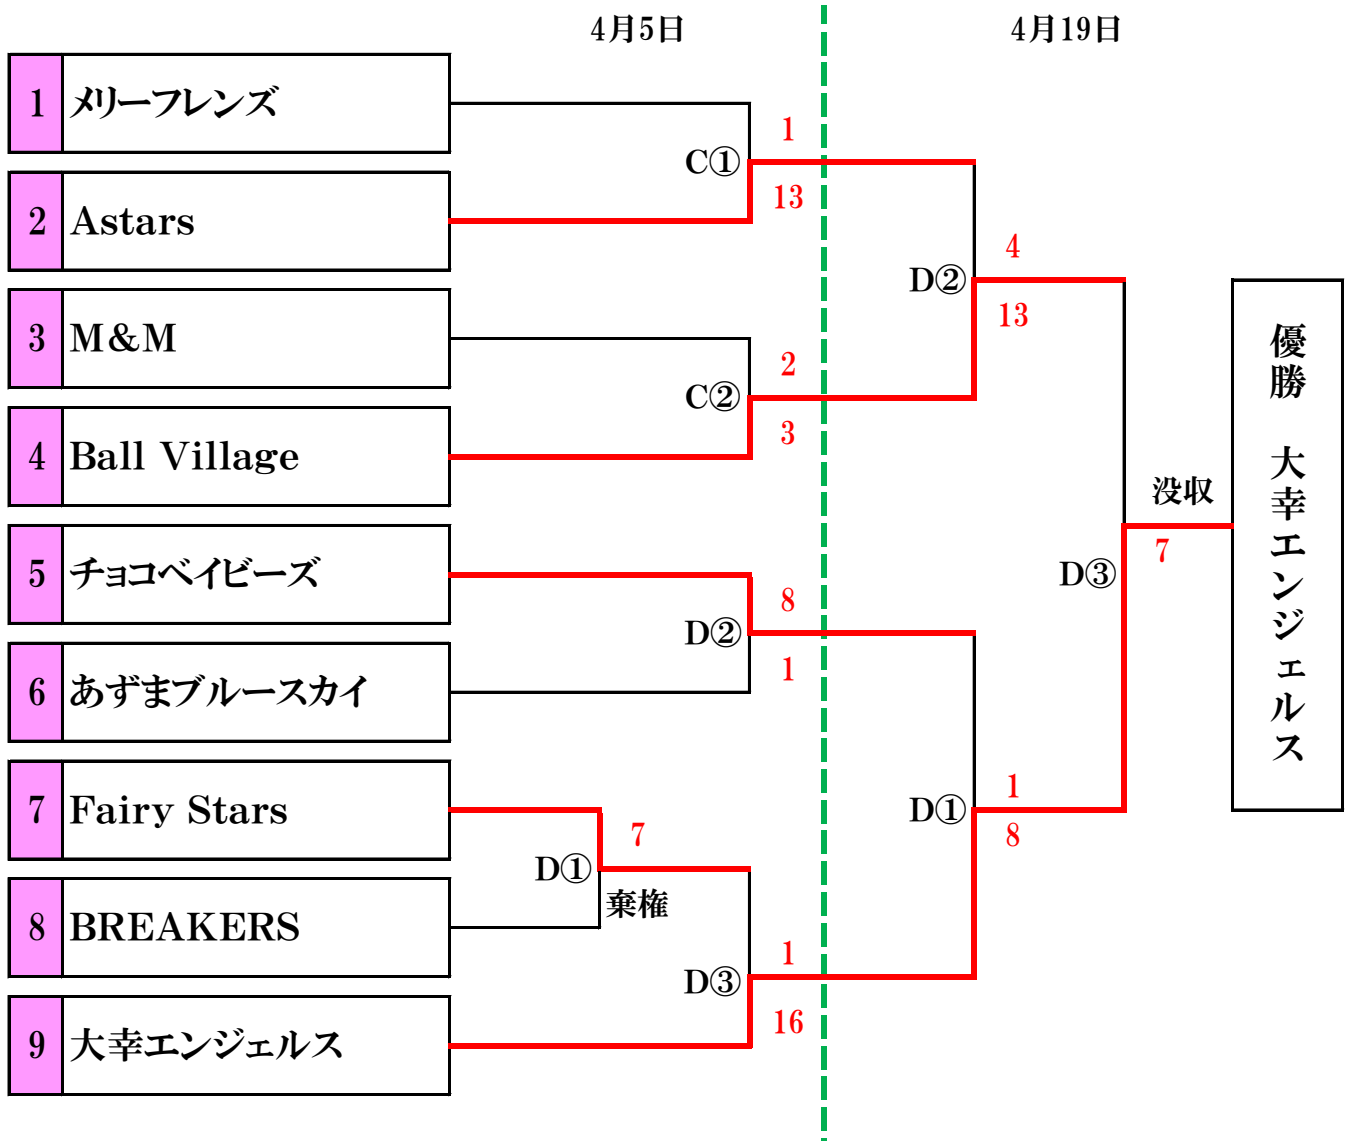 4月5日
4月19日
1 メリーフレンズ
1
C①
13
2 Astars
4
D②
13
3 M&M
2
C②
3
4 Ball Village
没収
D③
7
優勝 大幸エンジェルス
5 チョコベイビーズ
8
D②
1
6 あずまブルースカイ
1
D①
8
7 Fairy Stars
7
D①
棄権
8 BREAKERS
1
D③
16
9 大幸エンジェルス